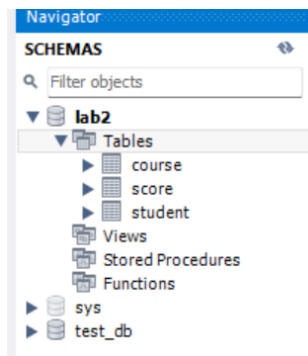 Navigator
SCHEMAS
Filter objects
lab2
Tables
course
score
student
Views
Stored Procedures
Functions
sys
test_db